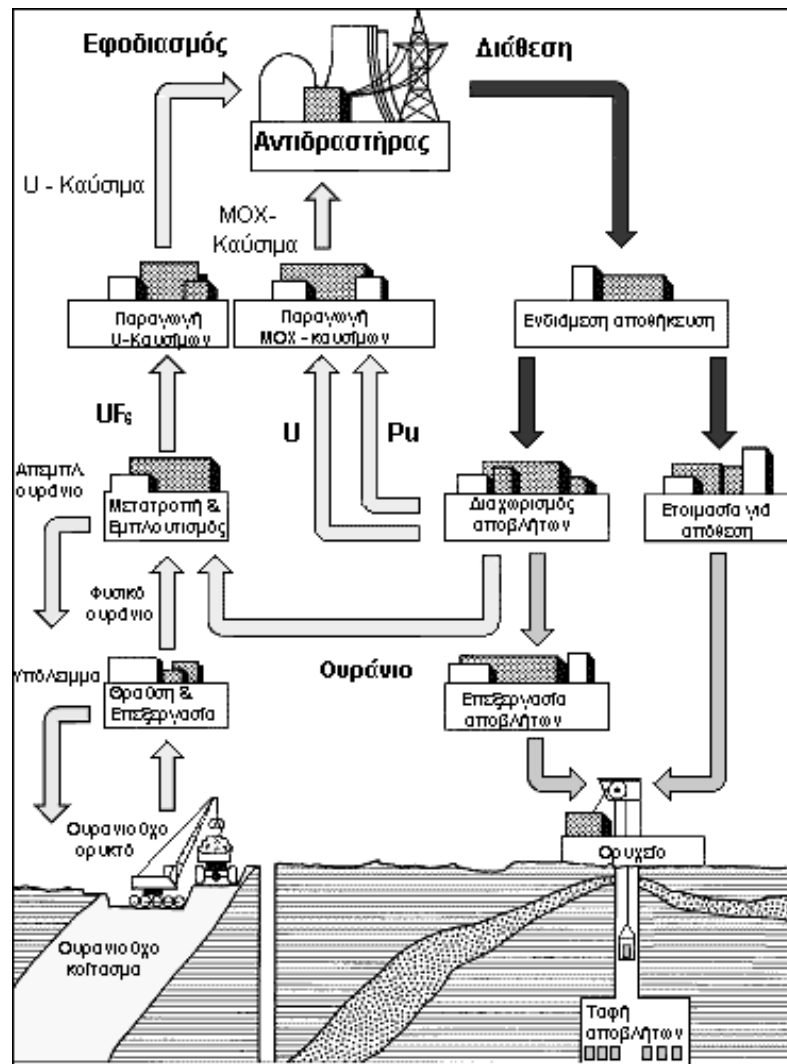 Εφοδιασμός
Διάθεση
Αντιδραστήρας
U - Καύσιμα
MOX-
Καύσιμα
Παραγωγή
U-Καυσίμων
Παραγωγή
MOX - καυσίμων
Ενδιάμεση αποθήκευση
UF₆
U
Pu
Απεμπλ.
ουράνιο
Μετατροπή &
Εμπλουτισμός
Διαχωρισμός
αποβλήτων
Ετοιμασία γιά
απόθεση
Φυσικό
ουράνιο
Υπόλειμμα
Θραύση &
Επεξεργασία
Ουράνιο
Επεξεργασία
αποβλήτων
Ουρανιούχο
ορυκτό
Ορυχείο
Ουρανιούχο
κοίτασμα
Ταφή
αποβλήτων